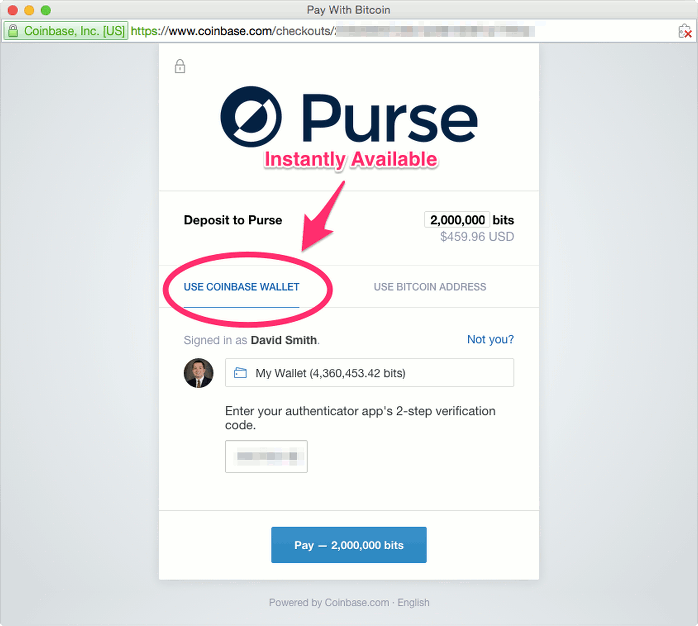 Pay With Bitcoin
Coinbase, Inc. [US] https://www.coinbase.com/checkouts/
Purse
Instantly Available
Deposit to Purse 2,000,000 bits
$459.96 USD
USE COINBASE WALLET USE BITCOIN ADDRESS
Signed in as David Smith. Not you?
My Wallet (4,360,453.42 bits)
Enter your authenticator app's 2-step verification
code.
Pay — 2,000,000 bits
Powered by Coinbase.com · English